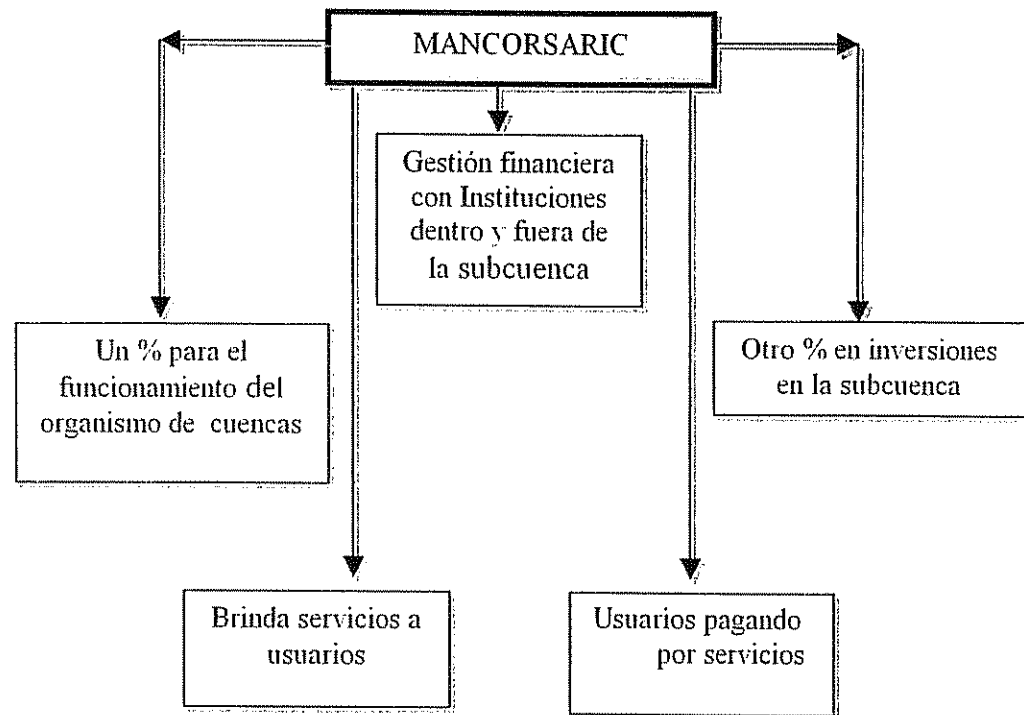 MANCORSARIC
Gestión financiera
con Instituciones
dentro y fuera de
la subcuenca
Un % para el
funcionamiento del
organismo de cuencas
Otro % en inversiones
en la subcuenca
Brinda servicios a
usuarios
Usuarios pagando
por servicios